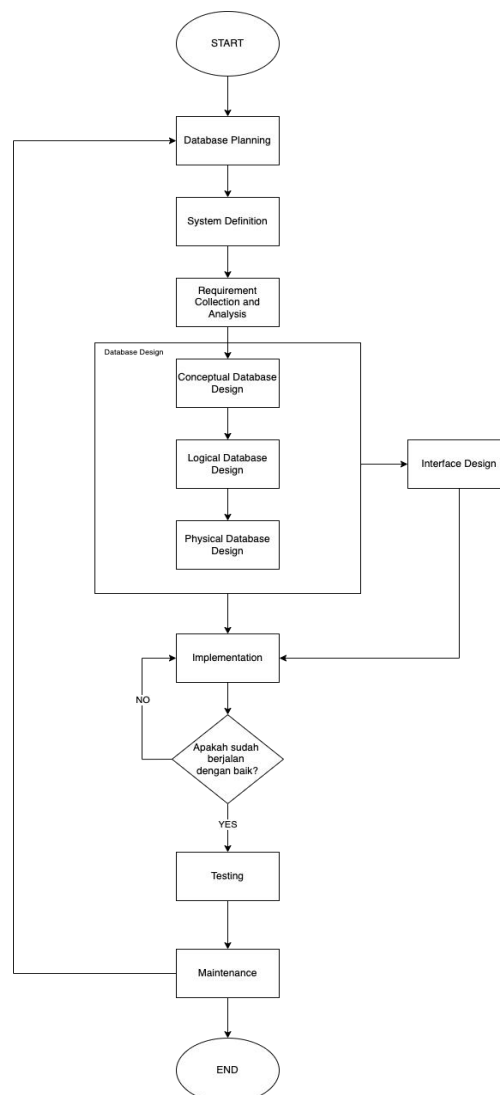 START
Database Planning
System Definition
Requirement
Collection and
Analysis
Database Design
Conceptual Database
Design
Logical Database
Design
Interface Design
Physical Database
Design
Implementation
NO
Apakah sudah
berjalan
dengan baik?
YES
Testing
Maintenance
END